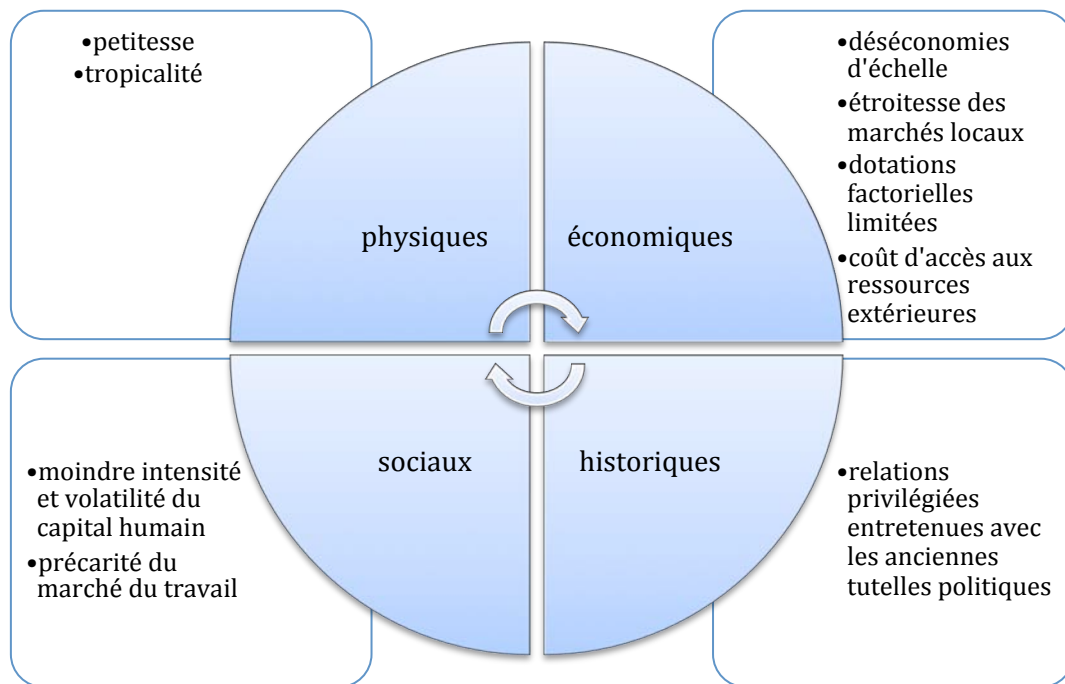 •petitesse
•tropicalité
physiques
économiques
•déséconomies
d'échelle
•étroitesse des
marchés locaux
•dotations
factorielles
limitées
•coût d'accès aux
ressources
extérieures
•moindre intensité
et volatilité du
capital humain
•précarité du
marché du travail
sociaux
historiques
•relations
privilégiées
entretenues avec
les anciennes
tutelles politiques